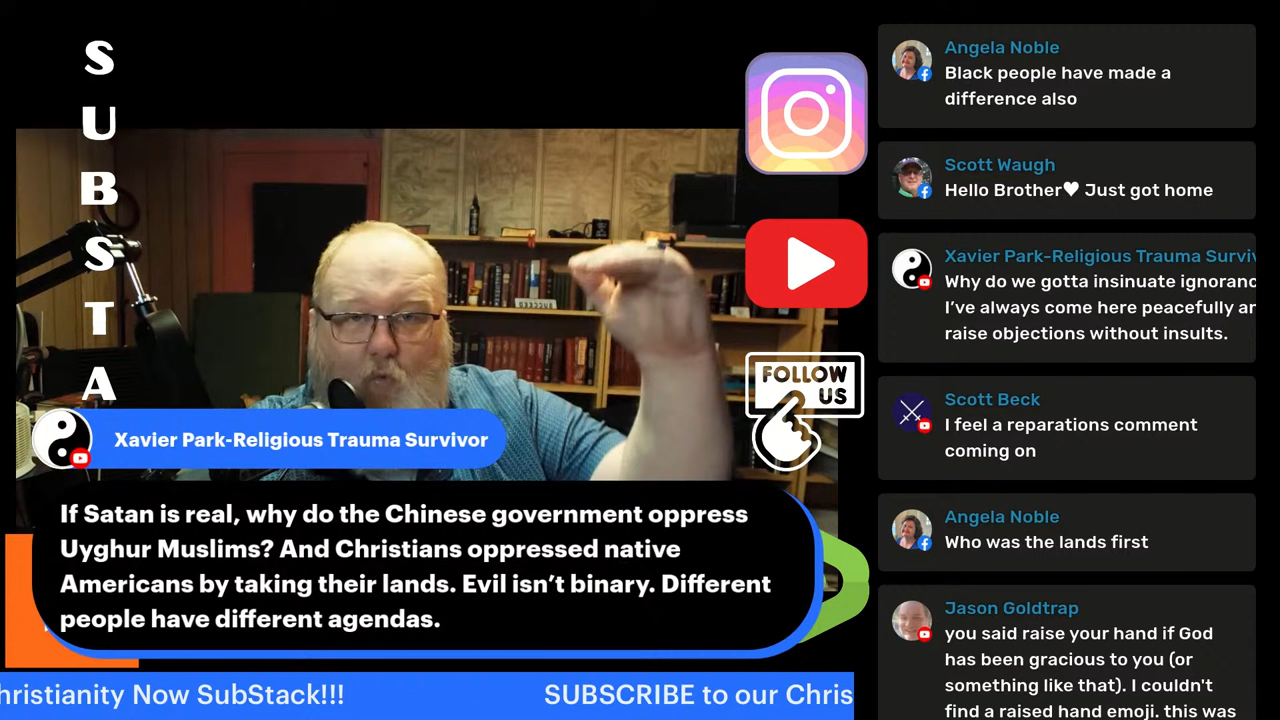 S
U
B
S
T
A
FOLLOW
US
SUCCEED
Xavier Park-Religious Trauma Survivor
If Satan is real, why do the Chinese government oppress
Uyghur Muslims? And Christians oppressed native
Americans by taking their lands. Evil isn’t binary. Different
people have different agendas.
hristianity Now SubStack!!!
SUBSCRIBE to our Chris
Angela Noble
Black people have made a
difference also
Scott Waugh
Hello Brother♥ Just got home
Xavier Park-Religious Trauma Surviv
Why do we gotta insinuate ignoranc
I’ve always come here peacefully an
raise objections without insults.
Scott Beck
I feel a reparations comment
coming on
Angela Noble
Who was the lands first
Jason Goldtrap
you said raise your hand if God
has been gracious to you (or
something like that). I couldn't
find a raised hand emoji. this was